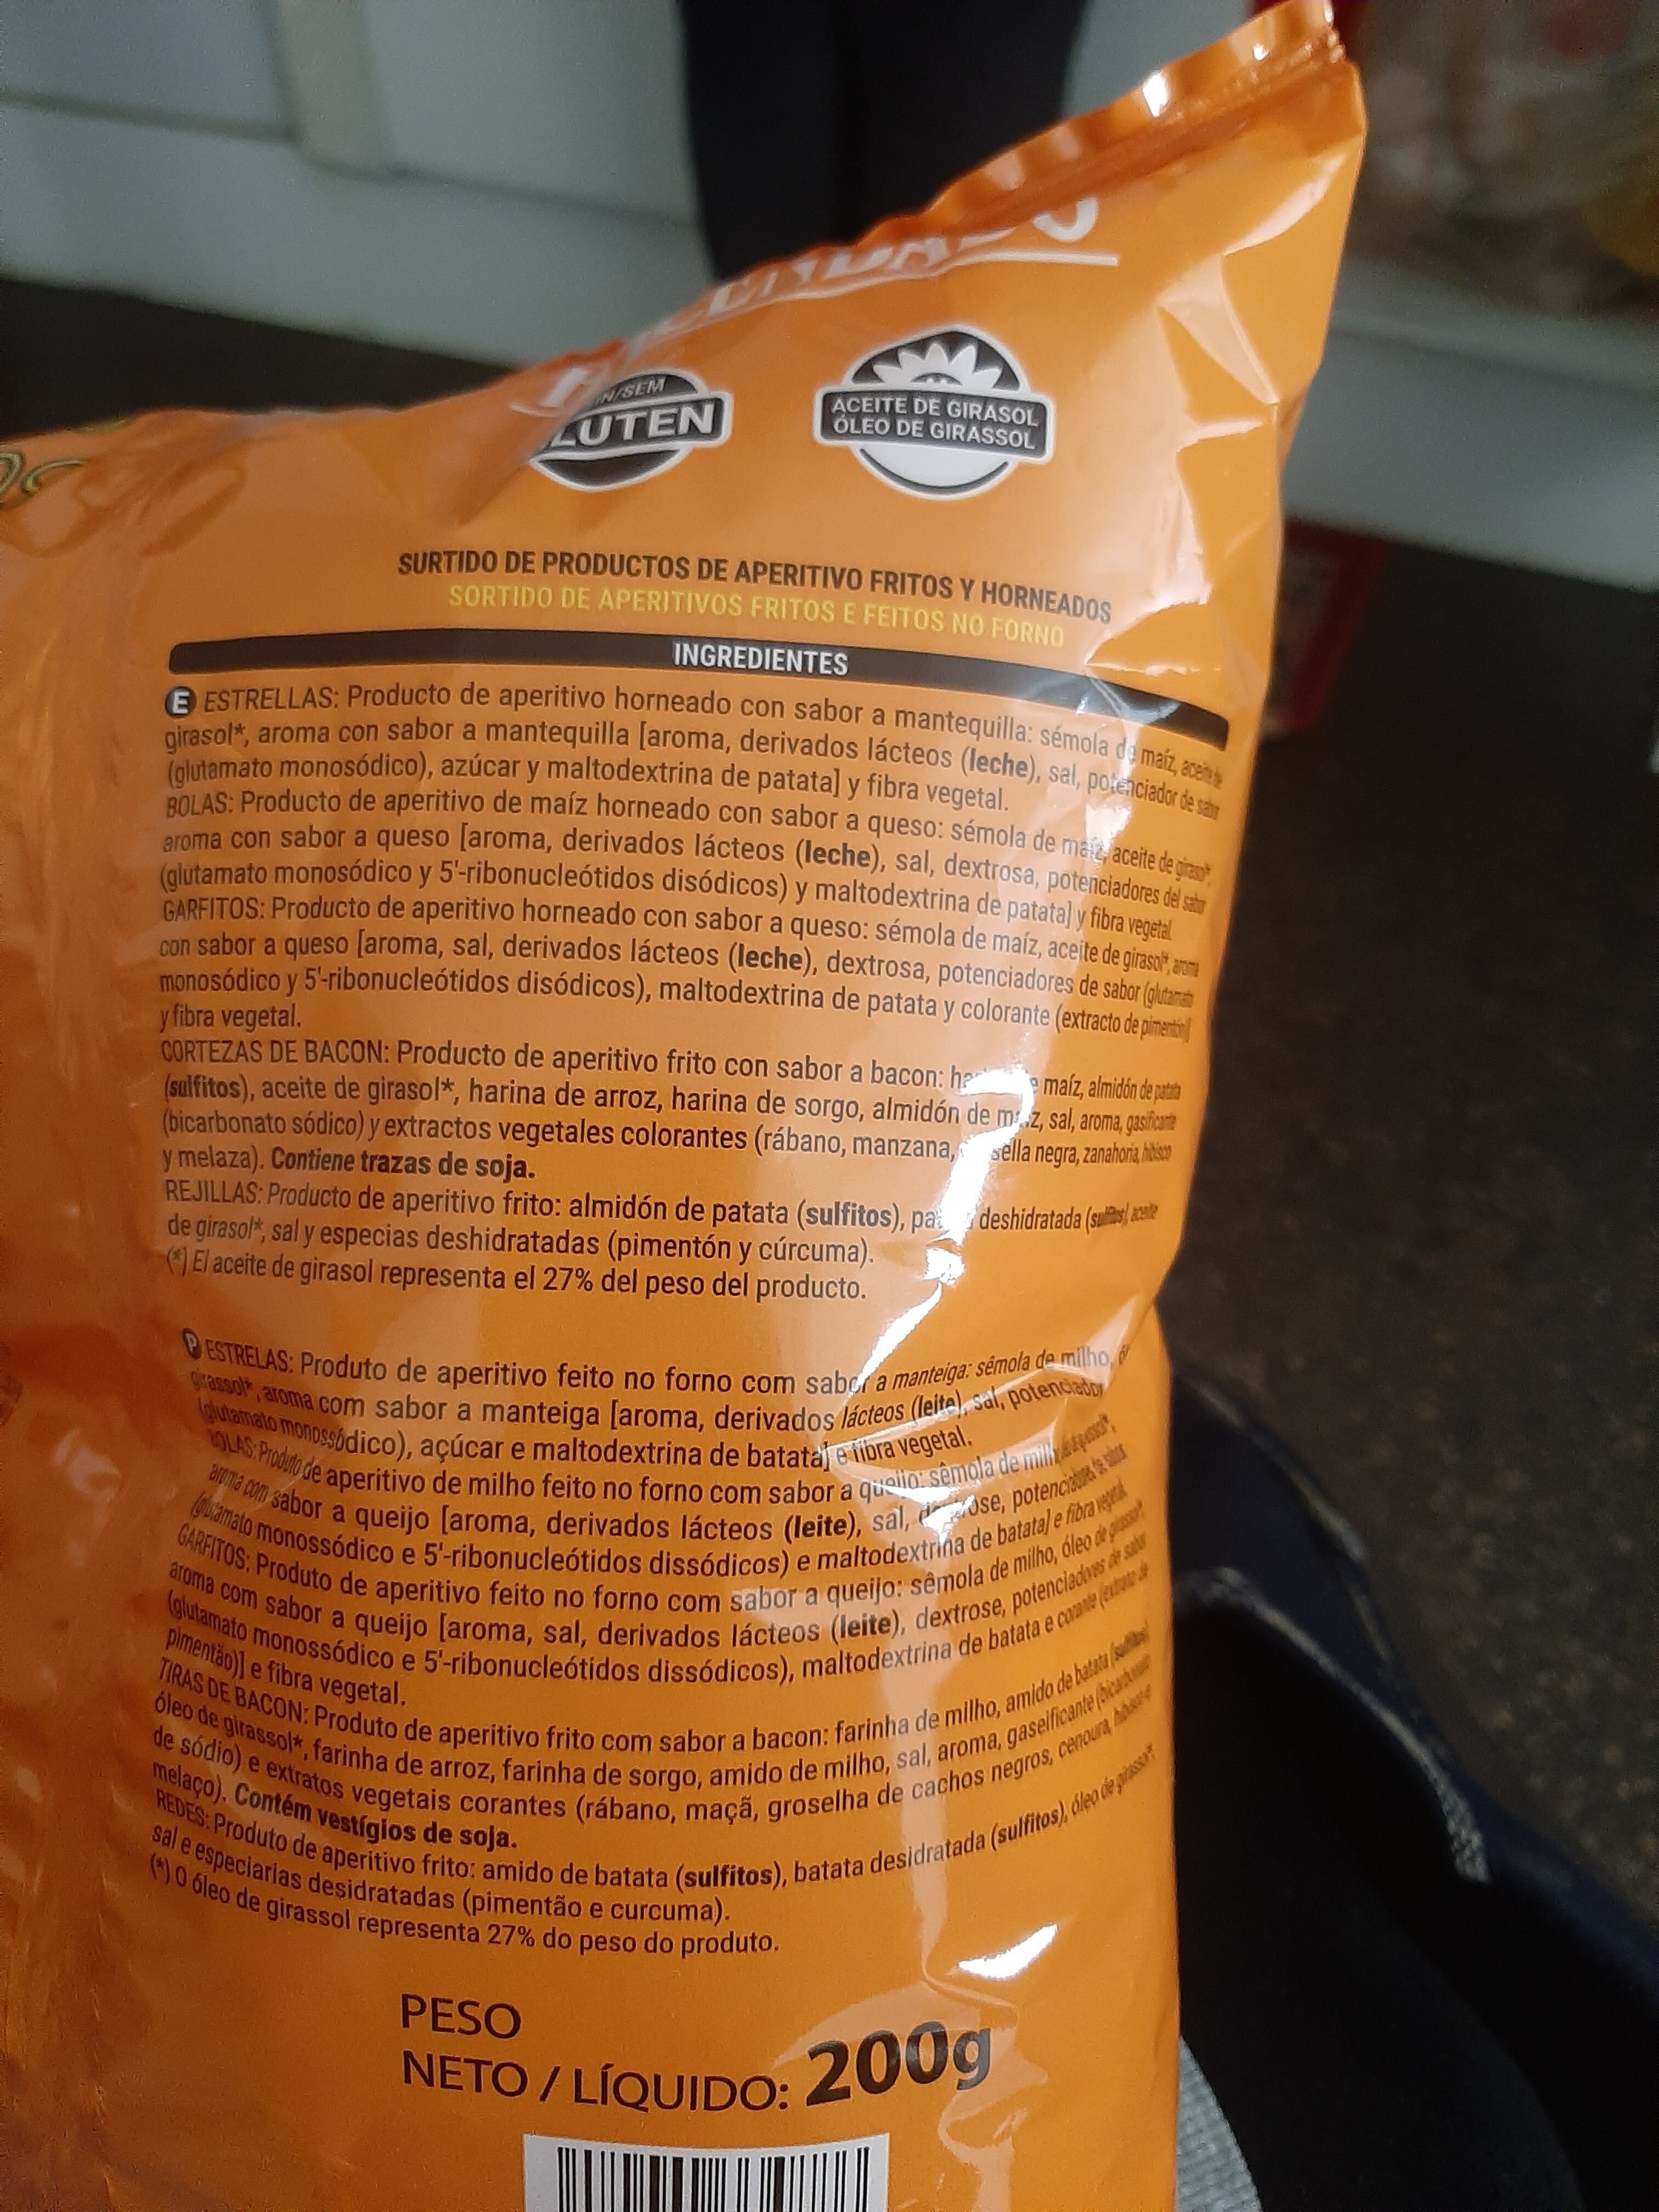 ENDADO
SIN/SEM
GLUTEN
ACEITE DE GIRASOL
ÓLEO DE GIRASSOL
SURTIDO DE PRODUCTOS DE APERITIVO FRITOS Y HORNEADOS
SORTIDO DE APERITIVOS FRITOS E FEITOS NO FORNO
INGREDIENTES
E ESTRELLAS: Producto de aperitivo horneado con sabor a mantequilla: sémola de maíz, aceite de
girasol*, aroma con sabor a mantequilla [aroma, derivados lácteos (leche), sal, potenciador de sabor
(glutamato monosódico), azúcar y maltodextrina de patata] y fibra vegetal.
BOLAS: Producto de aperitivo de maíz horneado con sabor a queso: sémola de maíz, aceite de girasol*,
aroma con sabor a queso [aroma, derivados lácteos (leche), sal, dextrosa, potenciadores del sabor
(glutamato monosódico y 5'-ribonucleótidos disódicos) y maltodextrina de patata] y fibra vegetal.
GARFITOS: Producto de aperitivo horneado con sabor a queso: sémola de maíz, aceite de girasol*, aroma
con sabor a queso [aroma, sal, derivados lácteos (leche), dextrosa, potenciadores de sabor (glutamato
monosódico y 5'-ribonucleótidos disódicos), maltodextrina de patata y colorante (extracto de pimentón)]
y fibra vegetal.
CORTEZAS DE BACON: Producto de aperitivo frito con sabor a bacon: maíz, almidón de patata
(sulfitos), aceite de girasol*, harina de arroz, harina de sorgo, almidón de maíz, sal, aroma, gasificante
(bicarbonato sódico) y extractos vegetales colorantes (rábano, manzana, negra, zanahoria, hibisco
y melaza). Contiene trazas de soja.
REJILLAS: Producto de aperitivo frito: almidón de patata (sulfitos), patata deshidratada (sulfitos), aceite
de girasol*, sal y especias deshidratadas (pimentón y cúrcuma).
(*) El aceite de girasol representa el 27% del peso del producto.
P ESTRELAS: Produto de aperitivo feito no forno com sabor a manteiga: sêmola de milho,
girassol*, aroma com sabor a manteiga [aroma, derivados lácteos (leite), sal, potenciador
(glutamato monossódico), açúcar e maltodextrina de batata] e fibra vegetal.
BOLAS: Produto de aperitivo de milho feito no forno com sabor a queijo: sêmola de milho, óleo de girassol*,
aroma com sabor a queijo [aroma, derivados lácteos (leite), sal, dextrose, potenciadores de sabor
(glutamato monossódico e 5'-ribonucleótidos dissódicos) e maltodextrina de batata] e fibra vegetal.
GARFITOS: Produto de aperitivo feito no forno com sabor a queijo: sêmola de milho, óleo de girassol*,
aroma com sabor a queijo [aroma, sal, derivados lácteos (leite), dextrose, potenciadores de sabor
(glutamato monossódico e 5'-ribonucleótidos dissódicos), maltodextrina de batata e corante (extrato de
pimentão)] e fibra vegetal.
TIRAS DE BACON: Produto de aperitivo frito com sabor a bacon: farinha de milho, amido de batata (sulfitos),
óleo de girassol*, farinha de arroz, farinha de sorgo, amido de milho, sal, aroma, gaseificante (bicarbonato
de sódio) e extratos vegetais corantes (rábano, maçã, groselha de cachos negros, cenoura, hibisco e
melaço). Contém vestígios de soja.
REDES: Produto de aperitivo frito: amido de batata (sulfitos), batata desidratada (sulfitos), óleo de girassol*,
sal e especiarias desidratadas (pimentão e curcuma).
(*) O óleo de girassol representa 27% do peso do produto.
PESO
NETO / LÍQUIDO: 200g